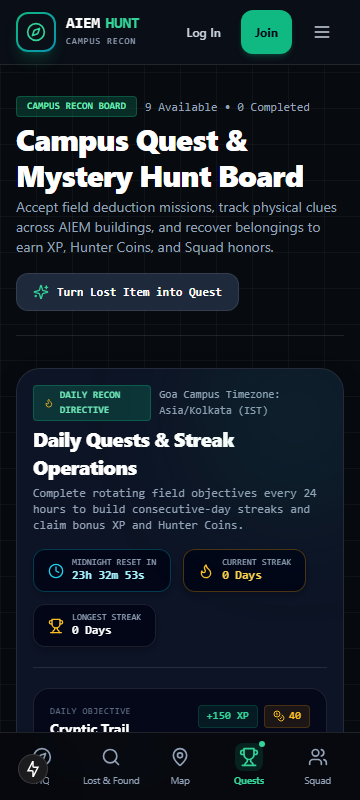 AIEM HUNT
CAMPUS RECON
Log In
Join
CAMPUS RECON BOARD
9 Available • 0 Completed
Campus Quest &
Mystery Hunt Board
Accept field deduction missions, track physical clues
across AIEM buildings, and recover belongings to
earn XP, Hunter Coins, and Squad honors.
Turn Lost Item into Quest
DAILY RECON
DIRECTIVE
Goa Campus Timezone:
Asia/Kolkata (IST)
Daily Quests & Streak
Operations
Complete rotating field objectives every 24
hours to build consecutive-day streaks and
claim bonus XP and Hunter Coins.
MIDNIGHT RESET IN
23h 32m 53s
CURRENT STREAK
0 Days
LONGEST STREAK
0 Days
DAILY OBJECTIVE
+150 XP
40
Cryptic Trail
Lost & Found
Map
Quests
Squad